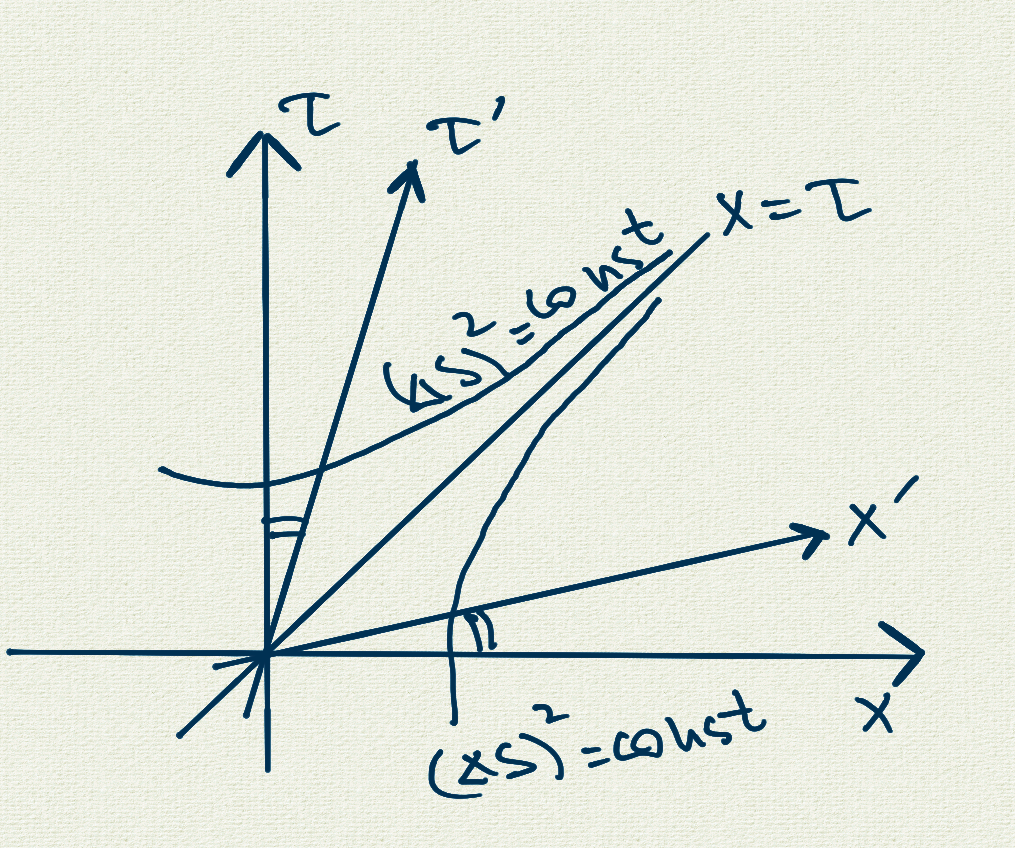 τ
τ'
x = τ
(ΔS)² = const
x'
x
(ΔS)² = const